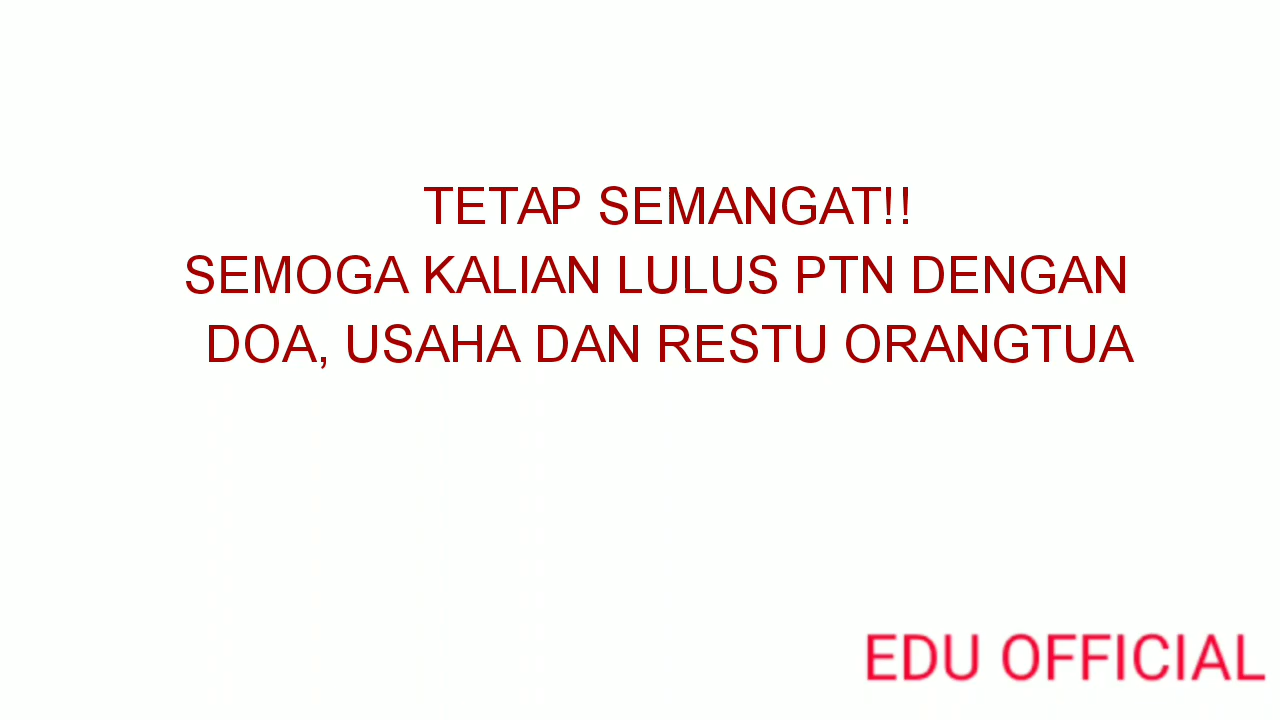 TETAP SEMANGAT!!
SEMOGA KALIAN LULUS PTN DENGAN
DOA, USAHA DAN RESTU ORANGTUA
EDU OFFICIAL